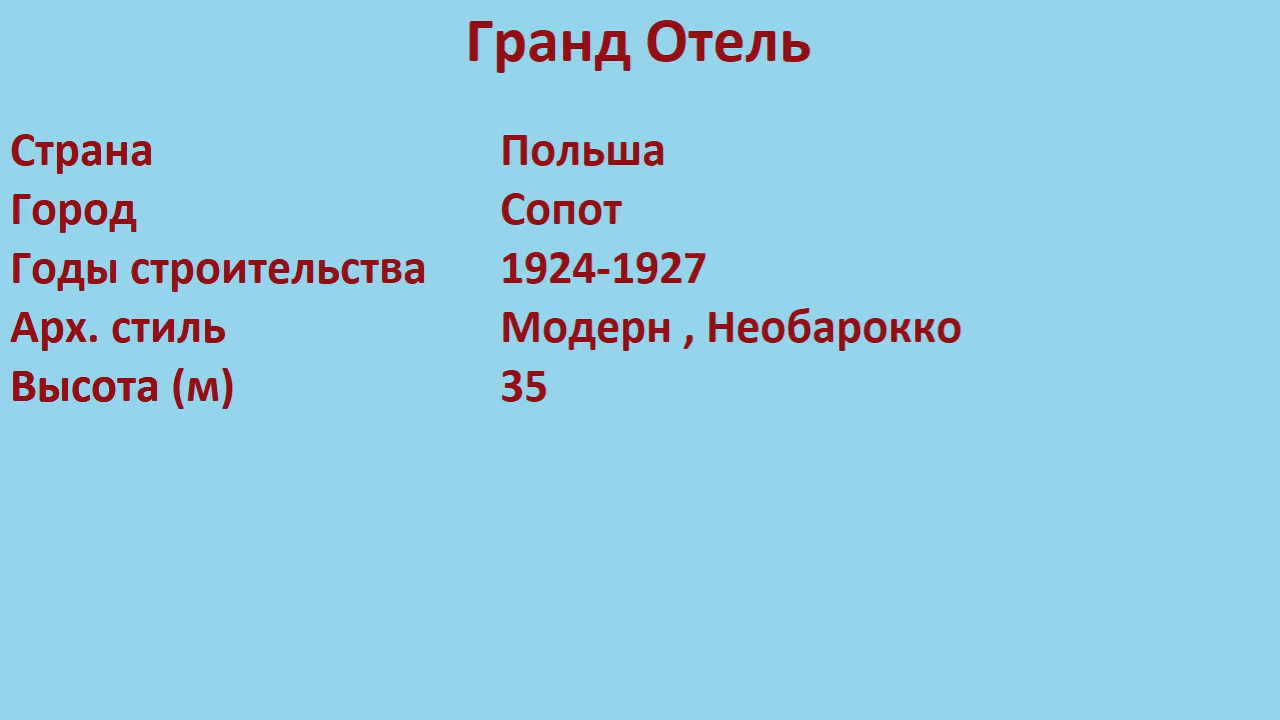 Гранд Отель
Страна Польша
Город Сопот
Годы строительства 1924-1927
Арх. стиль Модерн , Необарокко
Высота (м) 35